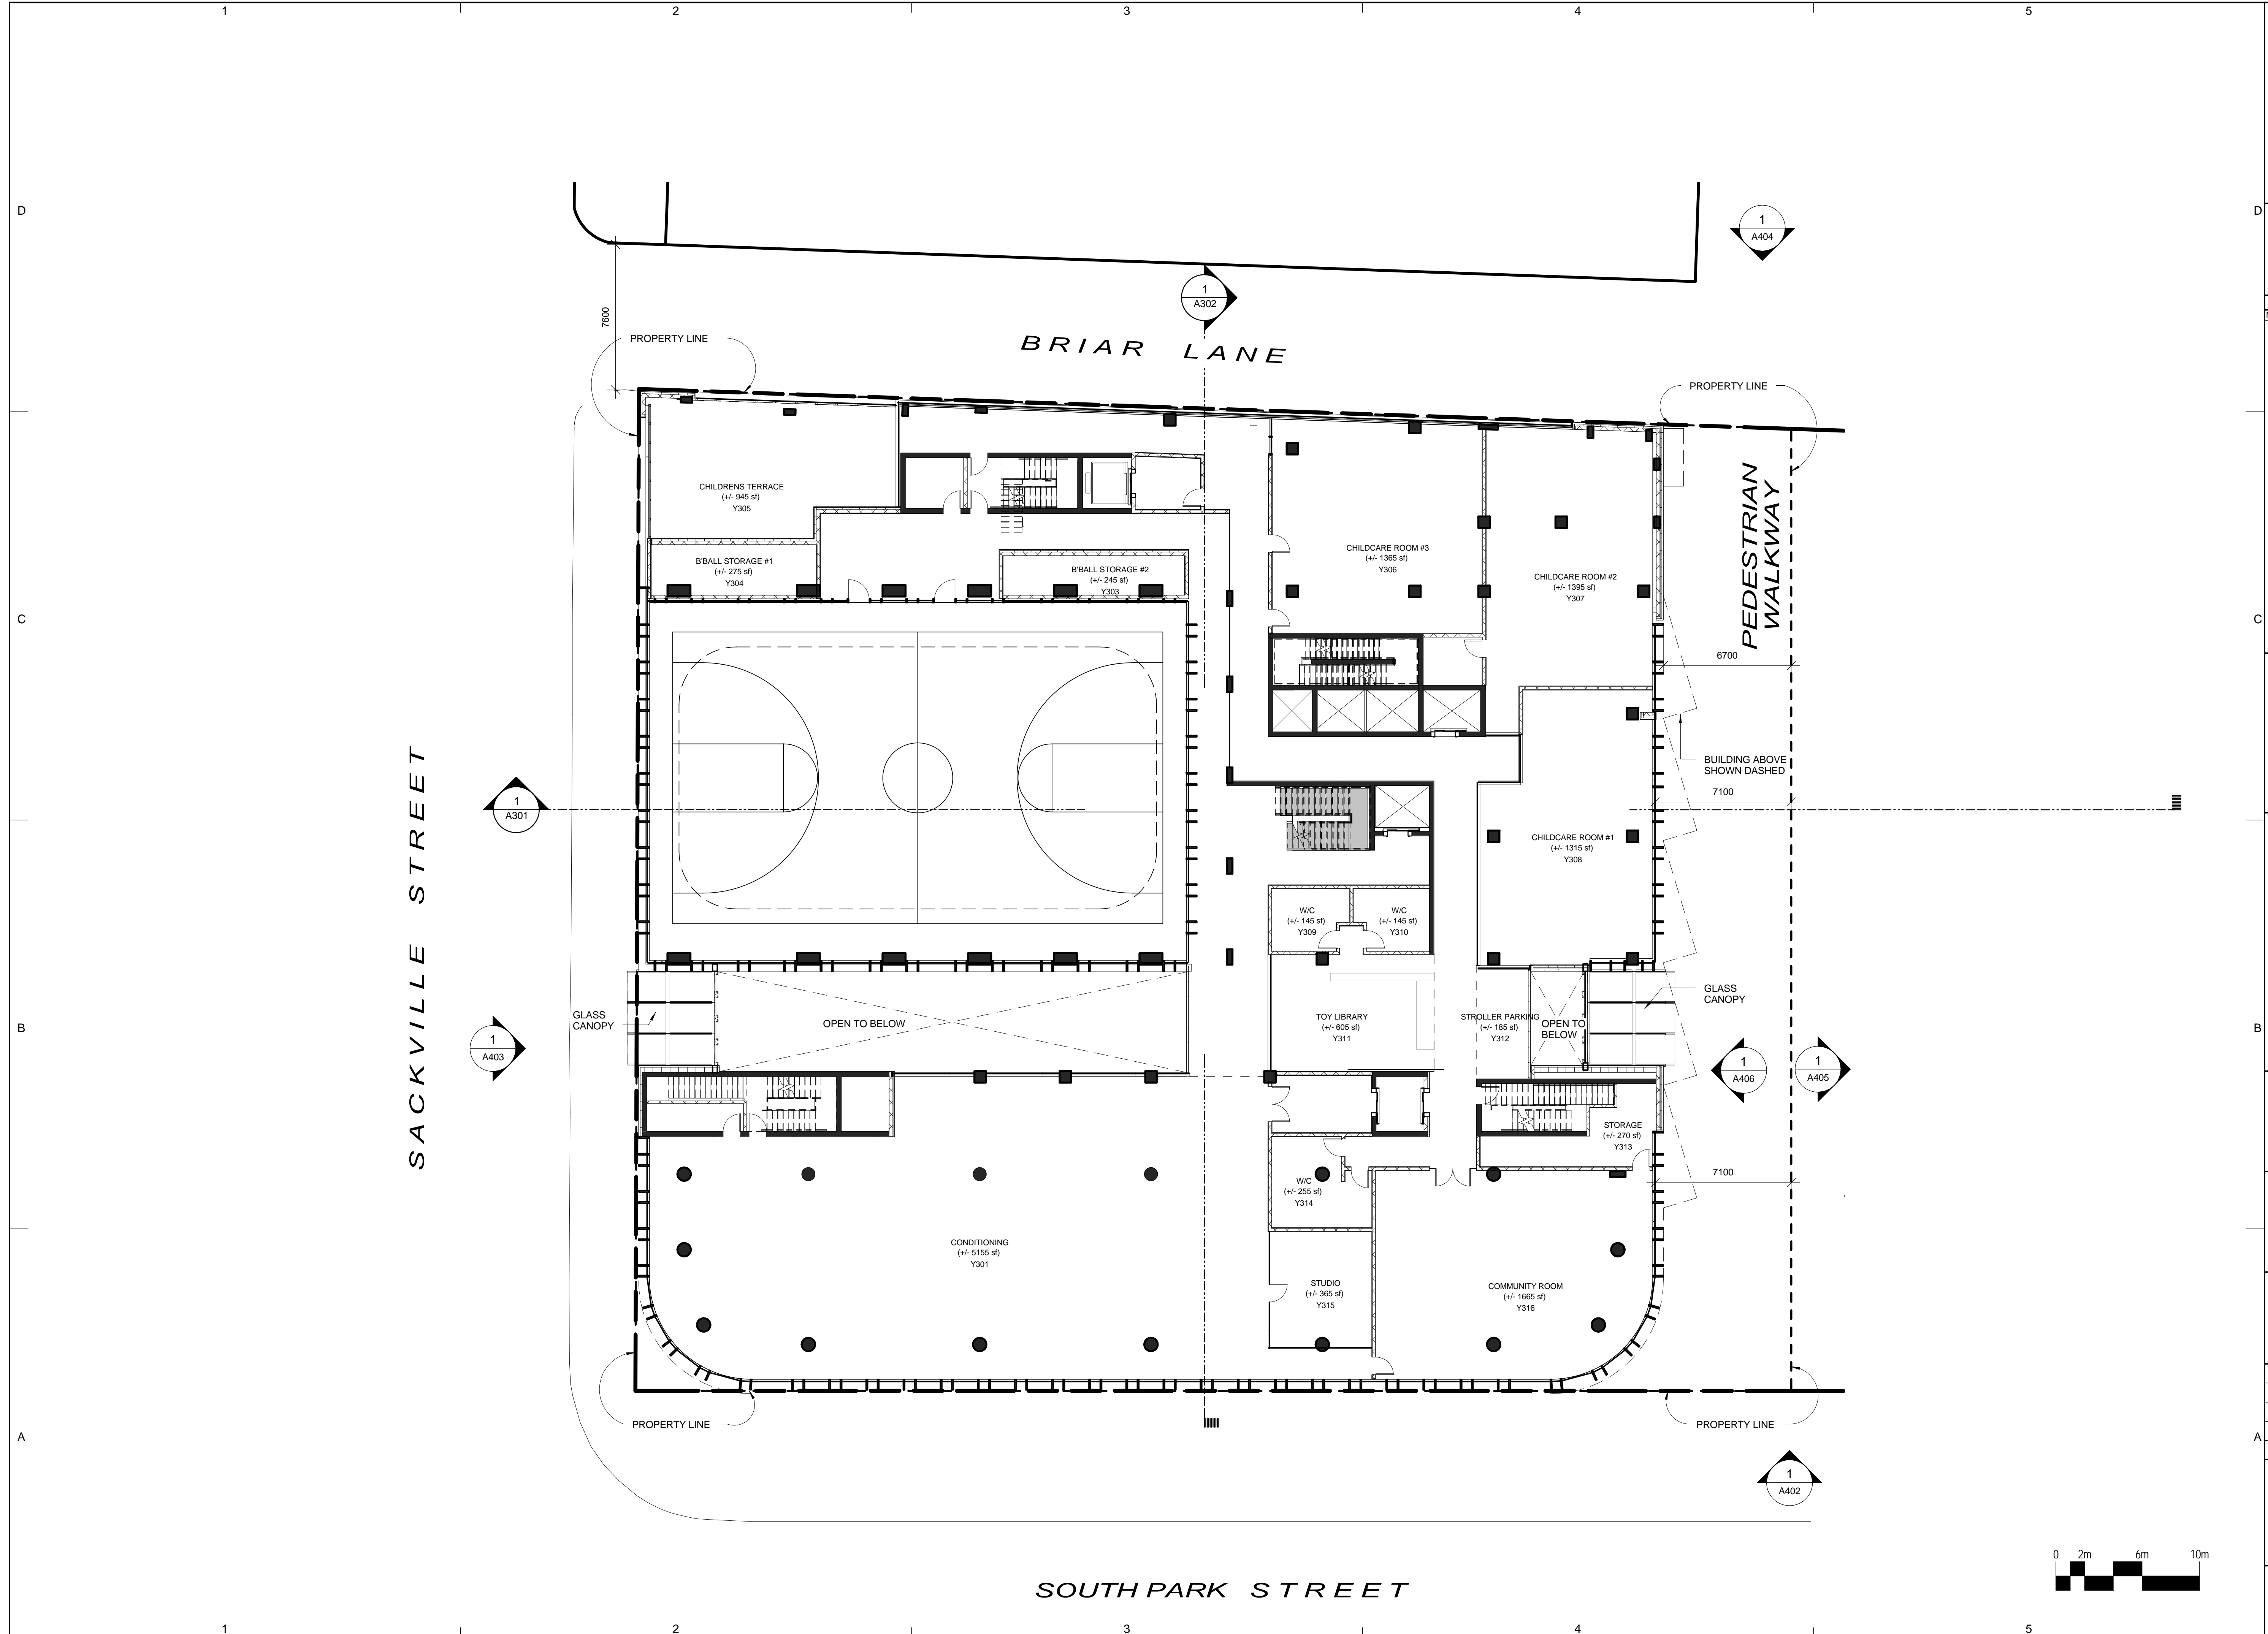 1 2 3 4 5
D D
1
A404
1
A302
7600
PROPERTY LINE
BRIAR LANE
PROPERTY LINE
CHILDRENS TERRACE
(+/- 945 sf)
Y305
PEDESTRIAN
WALKWAY
B'BALL STORAGE #1
(+/- 275 sf)
Y304
B'BALL STORAGE #2
(+/- 245 sf)
Y303
CHILDCARE ROOM #3
(+/- 1365 sf)
Y306
CHILDCARE ROOM #2
(+/- 1395 sf)
Y307
C C
6700
BUILDING ABOVE
SHOWN DASHED
7100
SACKVILLE STREET
1
A301
CHILDCARE ROOM #1
(+/- 1315 sf)
Y308
W/C
(+/- 145 sf)
Y309
W/C
(+/- 145 sf)
Y310
GLASS
CANOPY
OPEN TO BELOW
TOY LIBRARY
(+/- 605 sf)
Y311
STROLLER PARKING
(+/- 185 sf)
Y312
OPEN TO
BELOW
GLASS
CANOPY
B B
1
A403
1
A406
1
A405
STORAGE
(+/- 270 sf)
Y313
7100
W/C
(+/- 255 sf)
Y314
CONDITIONING
(+/- 5155 sf)
Y301
STUDIO
(+/- 365 sf)
Y315
COMMUNITY ROOM
(+/- 1665 sf)
Y316
PROPERTY LINE
PROPERTY LINE
A A
1
A402
0 2m 6m 10m
SOUTH PARK STREET
1 2 3 4 5